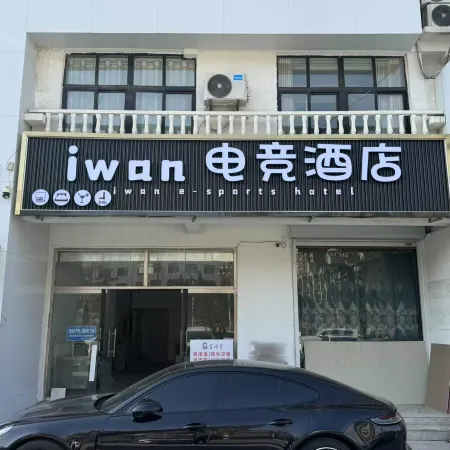 iwan 电竞酒店
iwan e-sports hotel